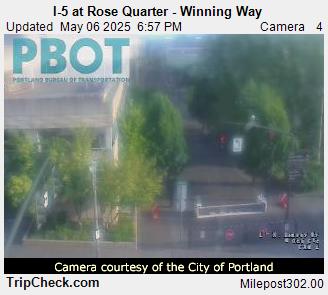 I-5 at Rose Quarter - Winning Way
Updated May 06 2025 6:57 PM Camera 4
PBOT
PORTLAND BUREAU OF TRANSPORTATION
Camera courtesy of the City of Portland
TripCheck.com Milepost302.00